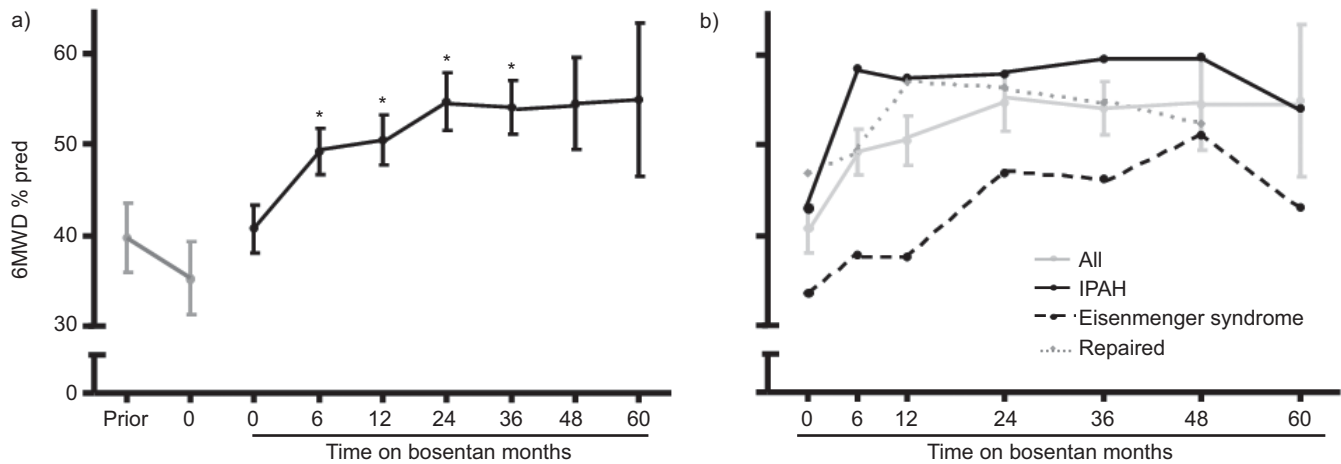 a)
6MWD % pred
60
50
40
30
0
* * * *
Prior 0 0 6 12 24 36 48 60
Time on bosentan months
b)
All
IPAH
Eisenmenger syndrome
Repaired
0 6 12 24 36 48 60
Time on bosentan months